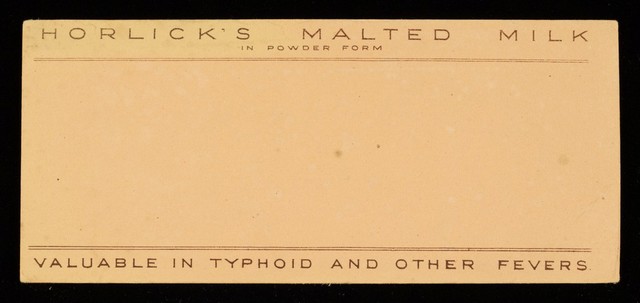 HORLICK'S MALTED MILK
IN POWDER FORM
VALUABLE IN TYPHOID AND OTHER FEVERS.